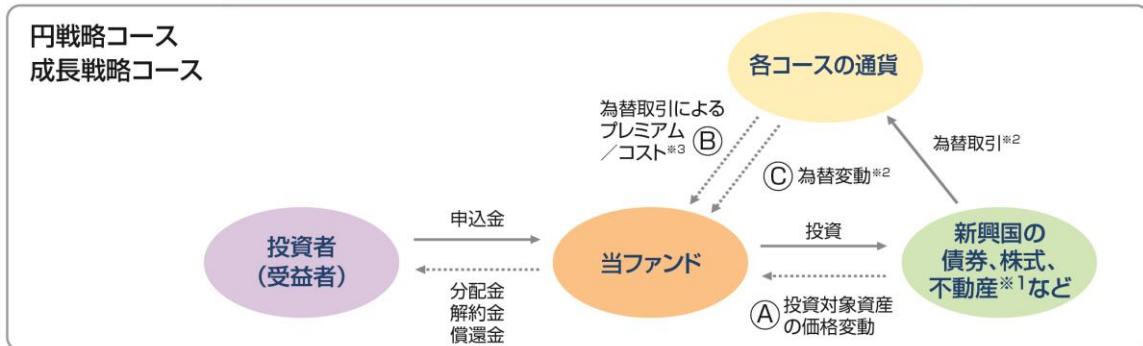 円戦略コース
成長戦略コース
各コースの通貨
為替取引による
プレミアム
／コスト※3
Ⓑ
Ⓒ 為替変動※2
為替取引※2
投資者
（受益者）
申込金
分配金
解約金
償還金
当ファンド
投資
Ⓐ 投資対象資産
の価格変動
新興国の
債券、株式、
不動産※1など